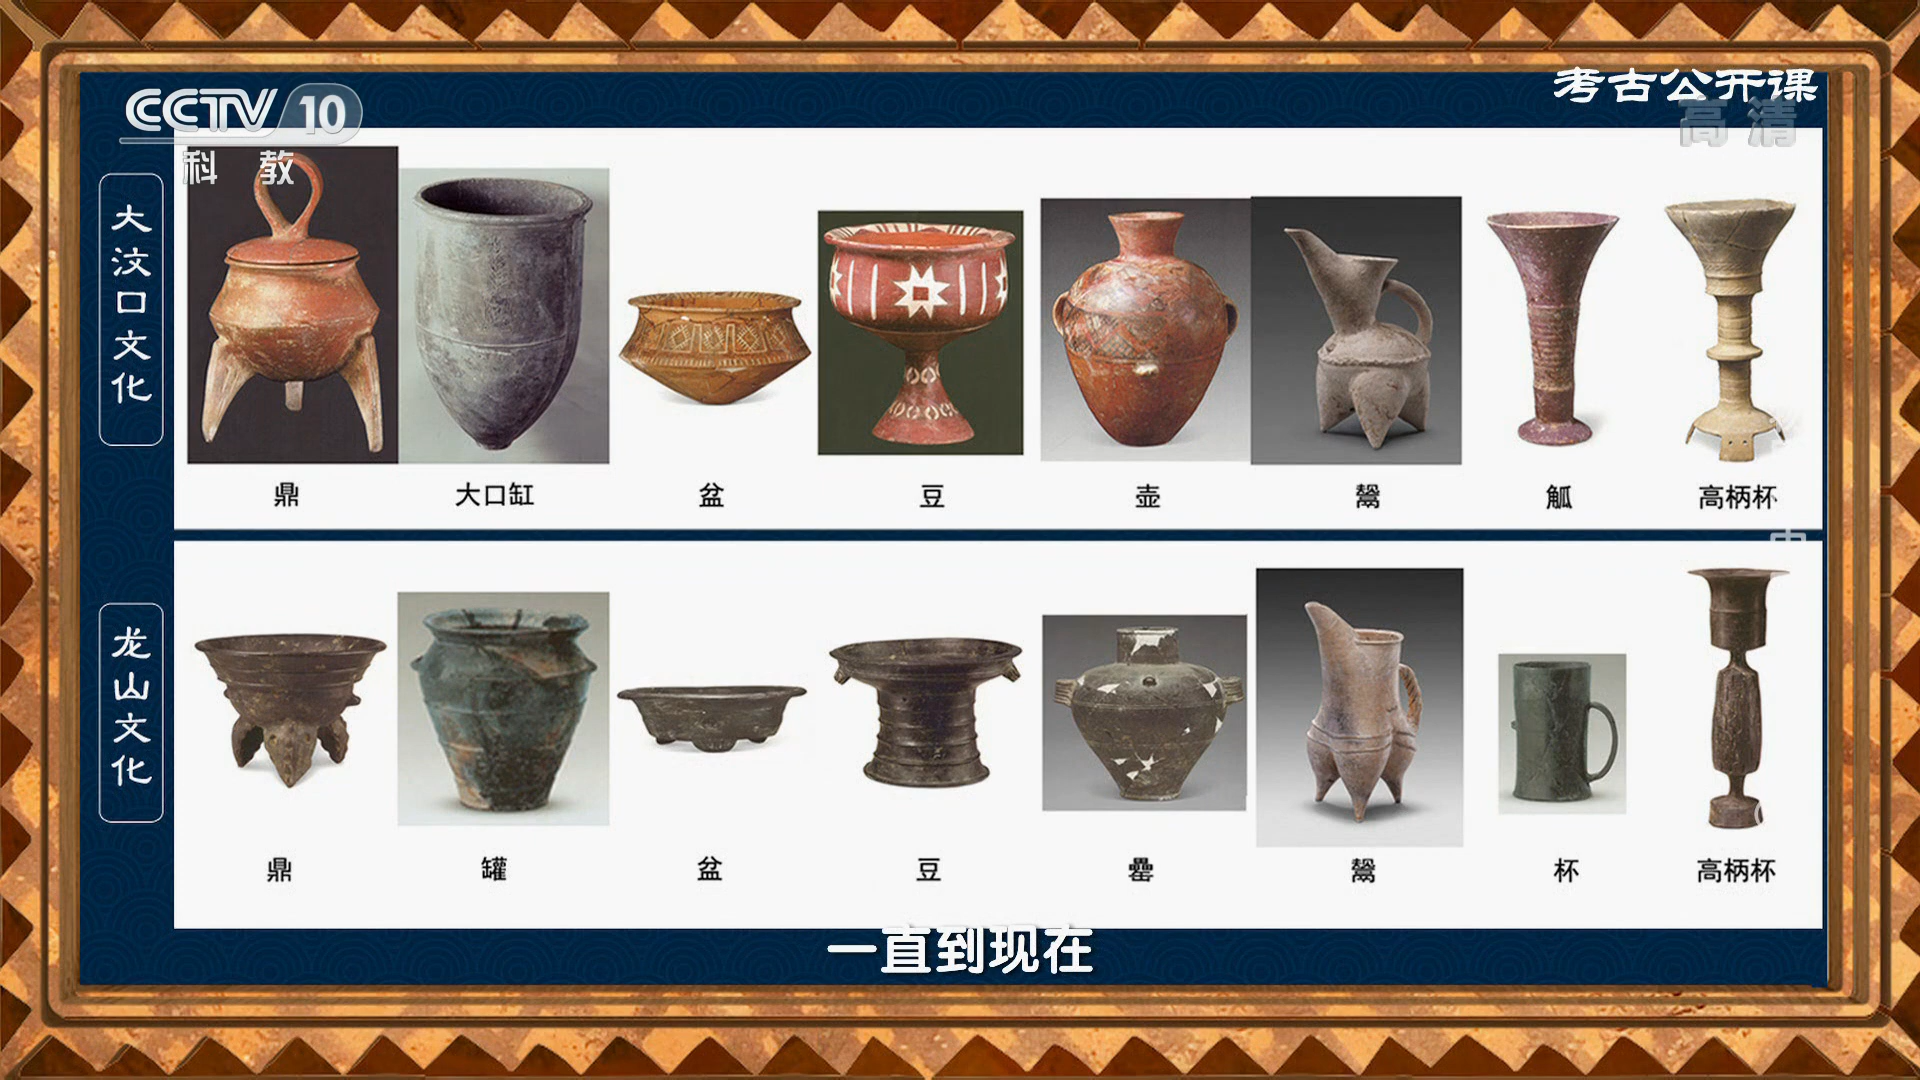 CCTV 10
科教
考古公开课
高清
大汶口文化
鼎 大口缸 盆 豆 壶 鬶 觚 高柄杯
龙山文化
鼎 罐 盆 豆 罍 鬶 杯 高柄杯
一直到现在